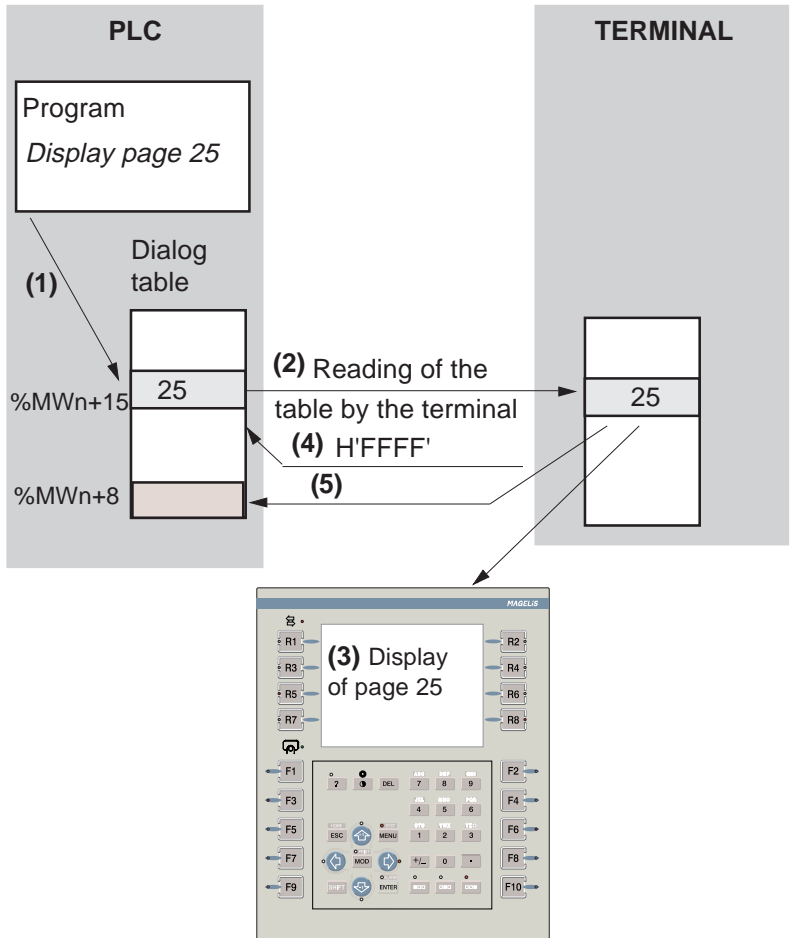 PLC
TERMINAL
Program
Display page 25
(1)
Dialog
table
%MWn+15
25
(2) Reading of the
table by the terminal
25
(4) H'FFFF'
%MWn+8
(5)
MAGELIS
R1
R2
(3) Display
of page 25
R3
R4
R5
R6
R7
R8
F1
F2
?
DEL
7
8
9
F3
F4
4
5
6
F5
F6
ESC
MENU
1
2
3
F7
F8
MOD
+/_
0
.
F9
F10
SHIFT
ENTER